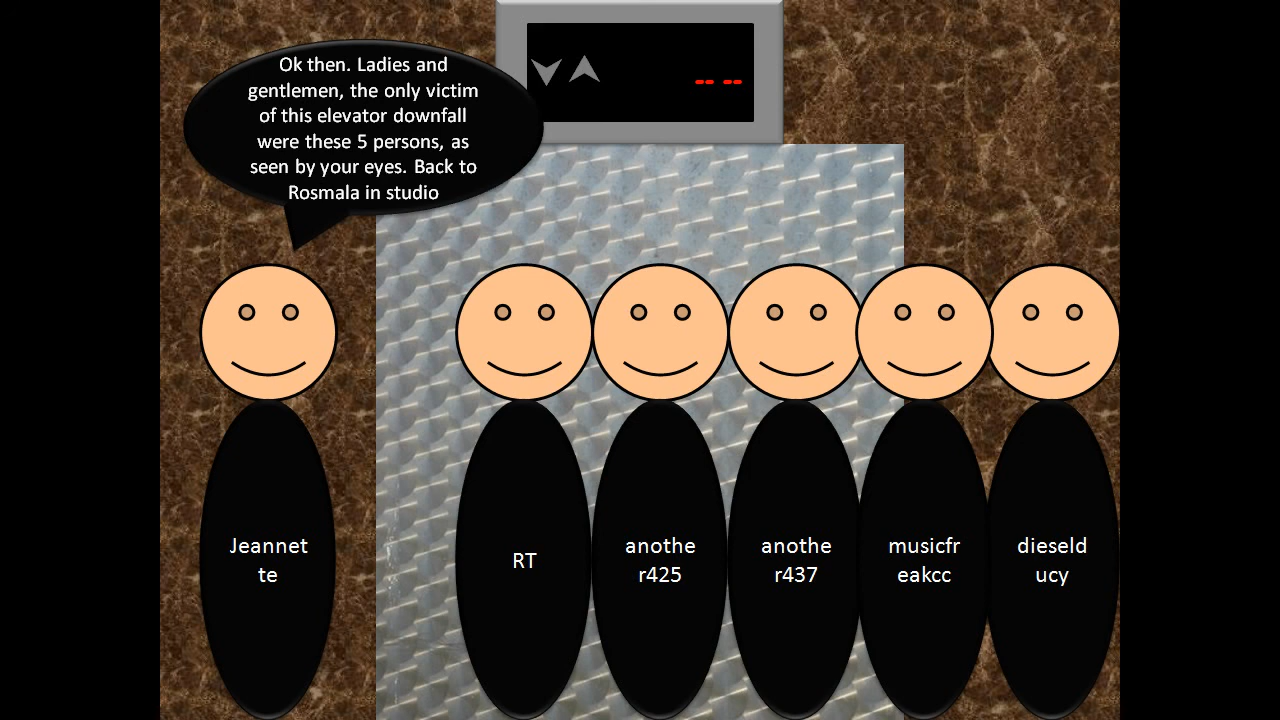 Ok then. Ladies and
gentlemen, the only victim
of this elevator downfall
were these 5 persons, as
seen by your eyes. Back to
Rosmala in studio
-- --
Jeannet
te
RT
anothe
r425
anothe
r437
musicfr
eakcc
dieseld
ucy